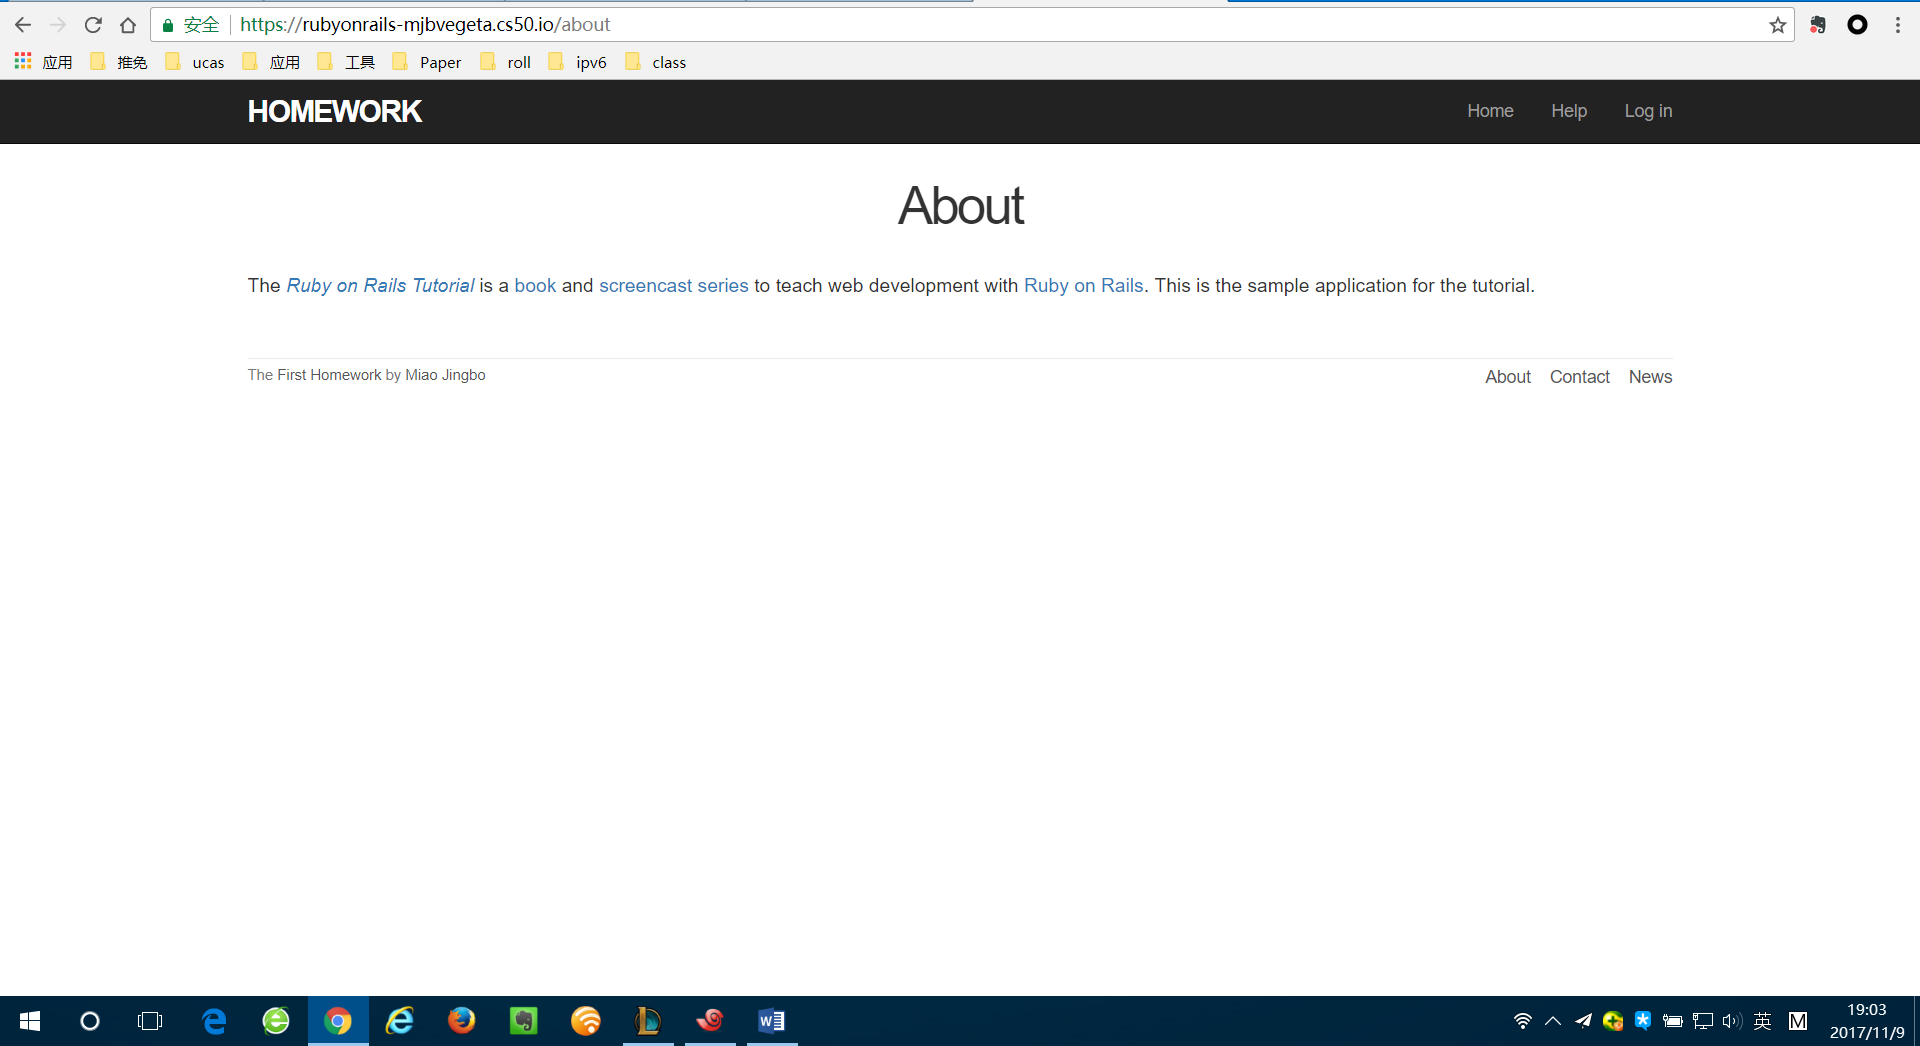 安全 https://rubyonrails-mjbvegeta.cs50.io/about
应用 推免 ucas 应用 工具 Paper roll ipv6 class
HOMEWORK Home Help Log in
About
The Ruby on Rails Tutorial is a book and screencast series to teach web development with Ruby on Rails. This is the sample application for the tutorial.
The First Homework by Miao Jingbo About Contact News
英 M 19:03
2017/11/9